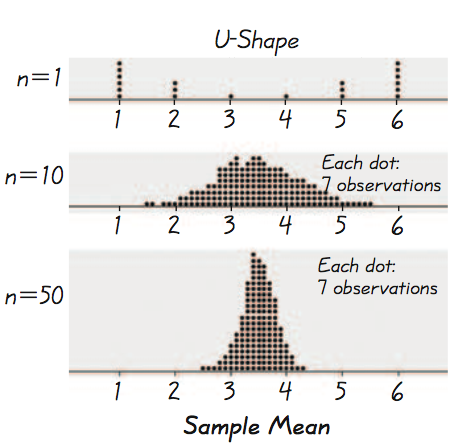 U-Shape
n=1
1 2 3 4 5 6
Each dot:
n=10
7 observations
1 2 3 4 5 6
Each dot:
n=50
7 observations
1 2 3 4 5 6
Sample Mean